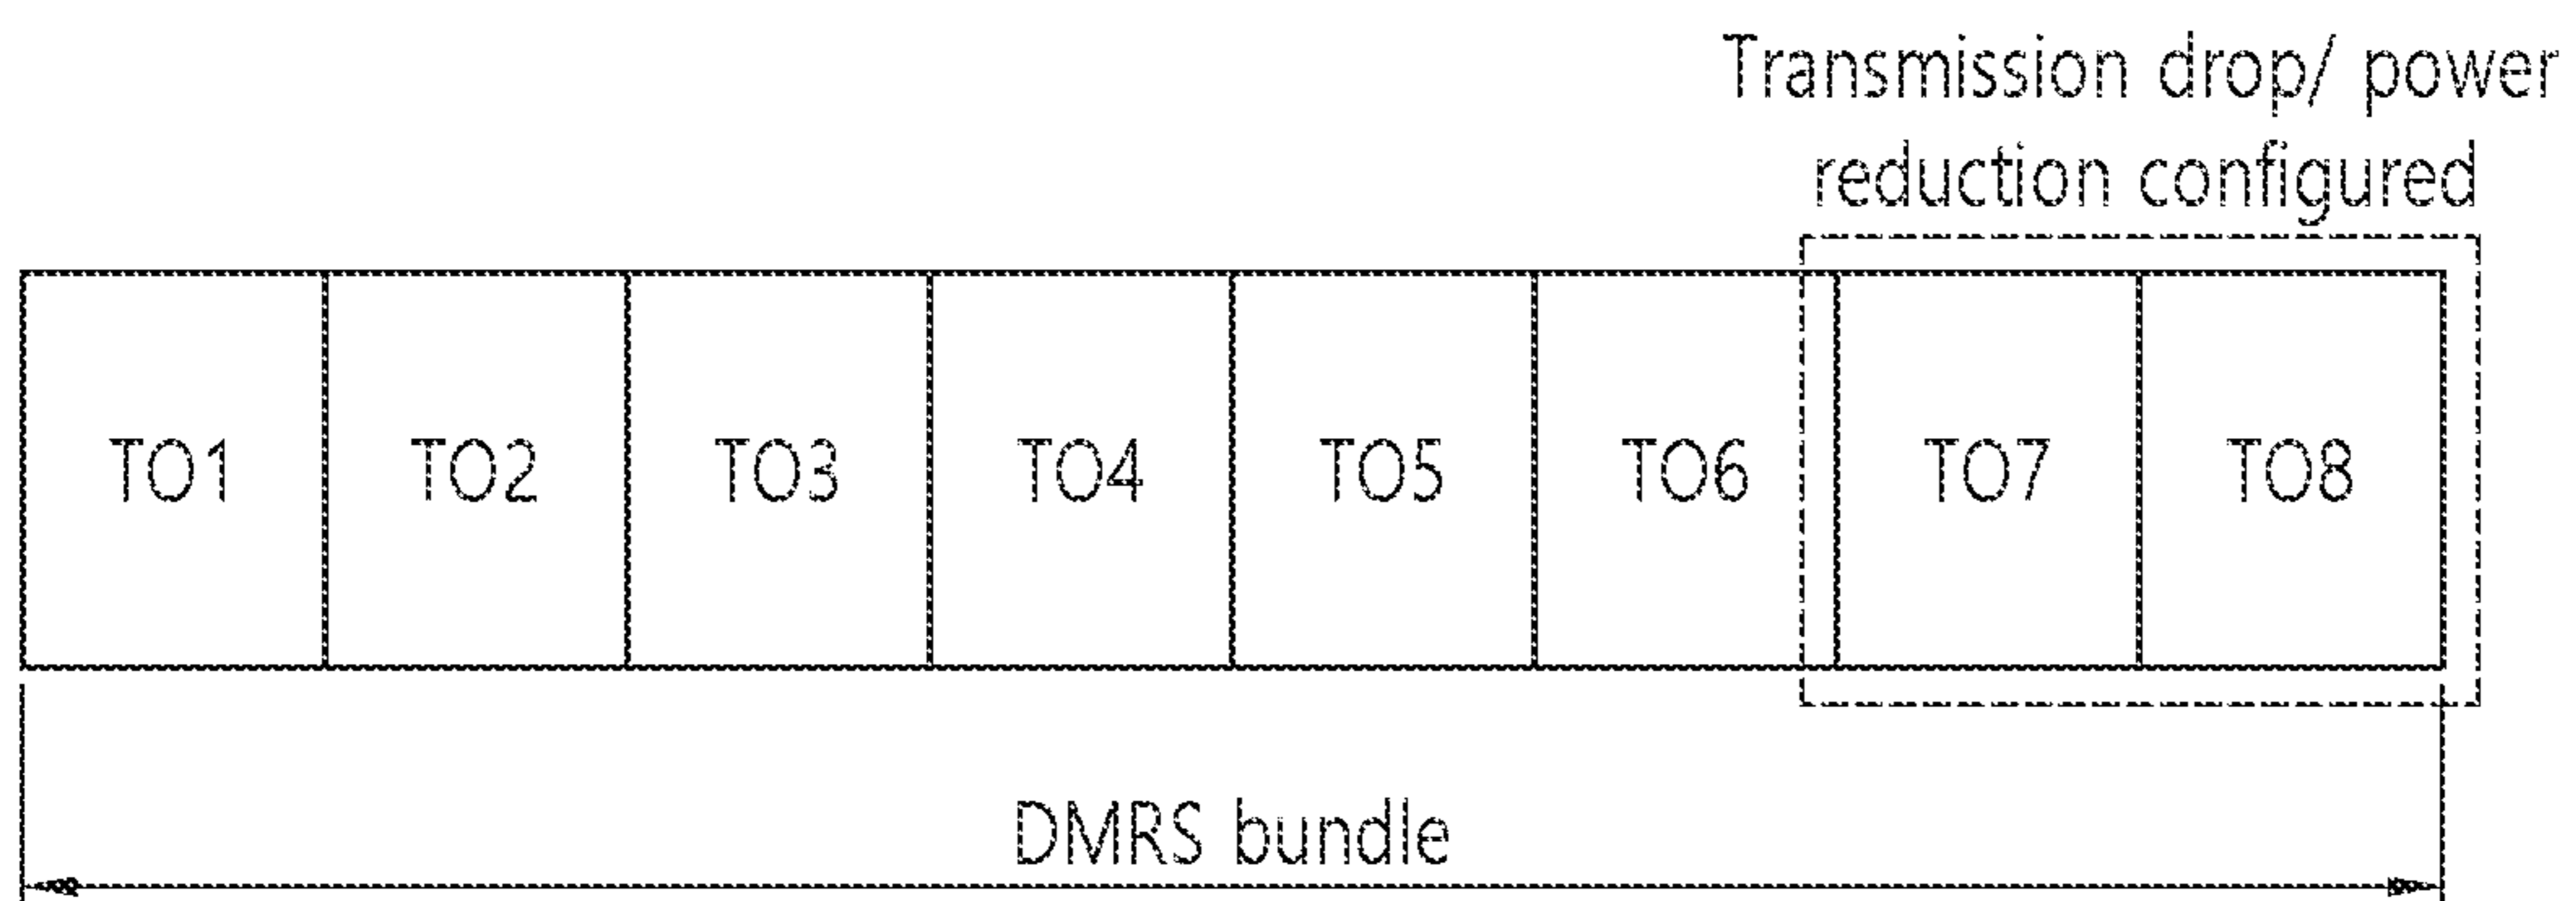 Transmission drop/ power
reduction configured
TO1 TO2 TO3 TO4 TO5 TO6 TO7 TO8
DMRS bundle